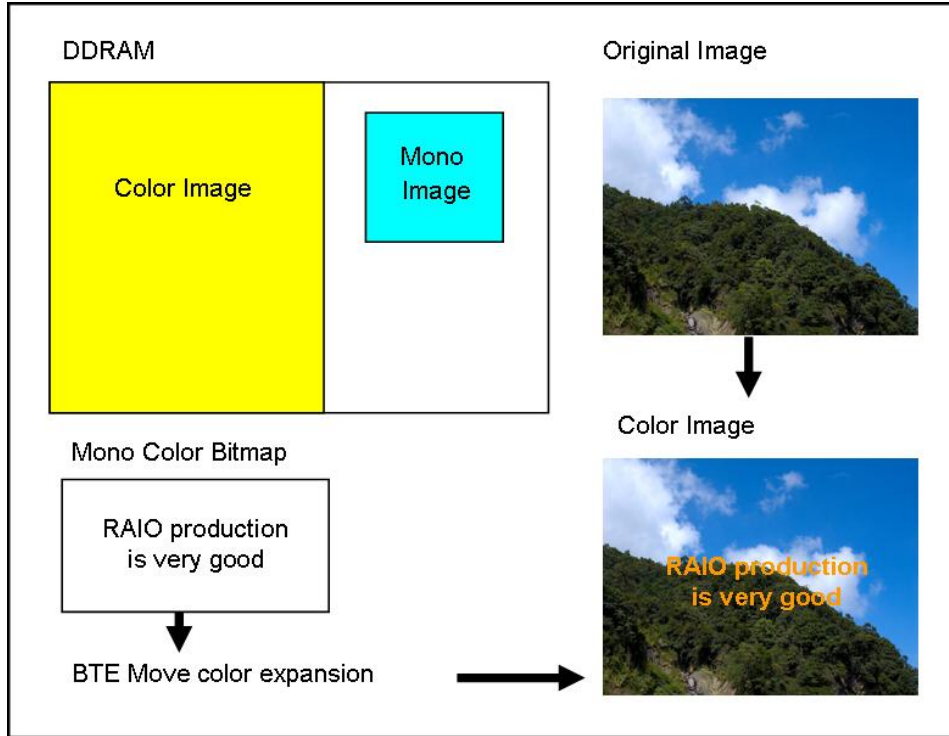 DDRAM
Original Image
Color Image
Mono
Image
Color Image
Mono Color Bitmap
RAIO production
is very good
RAIO production
is very good
BTE Move color expansion